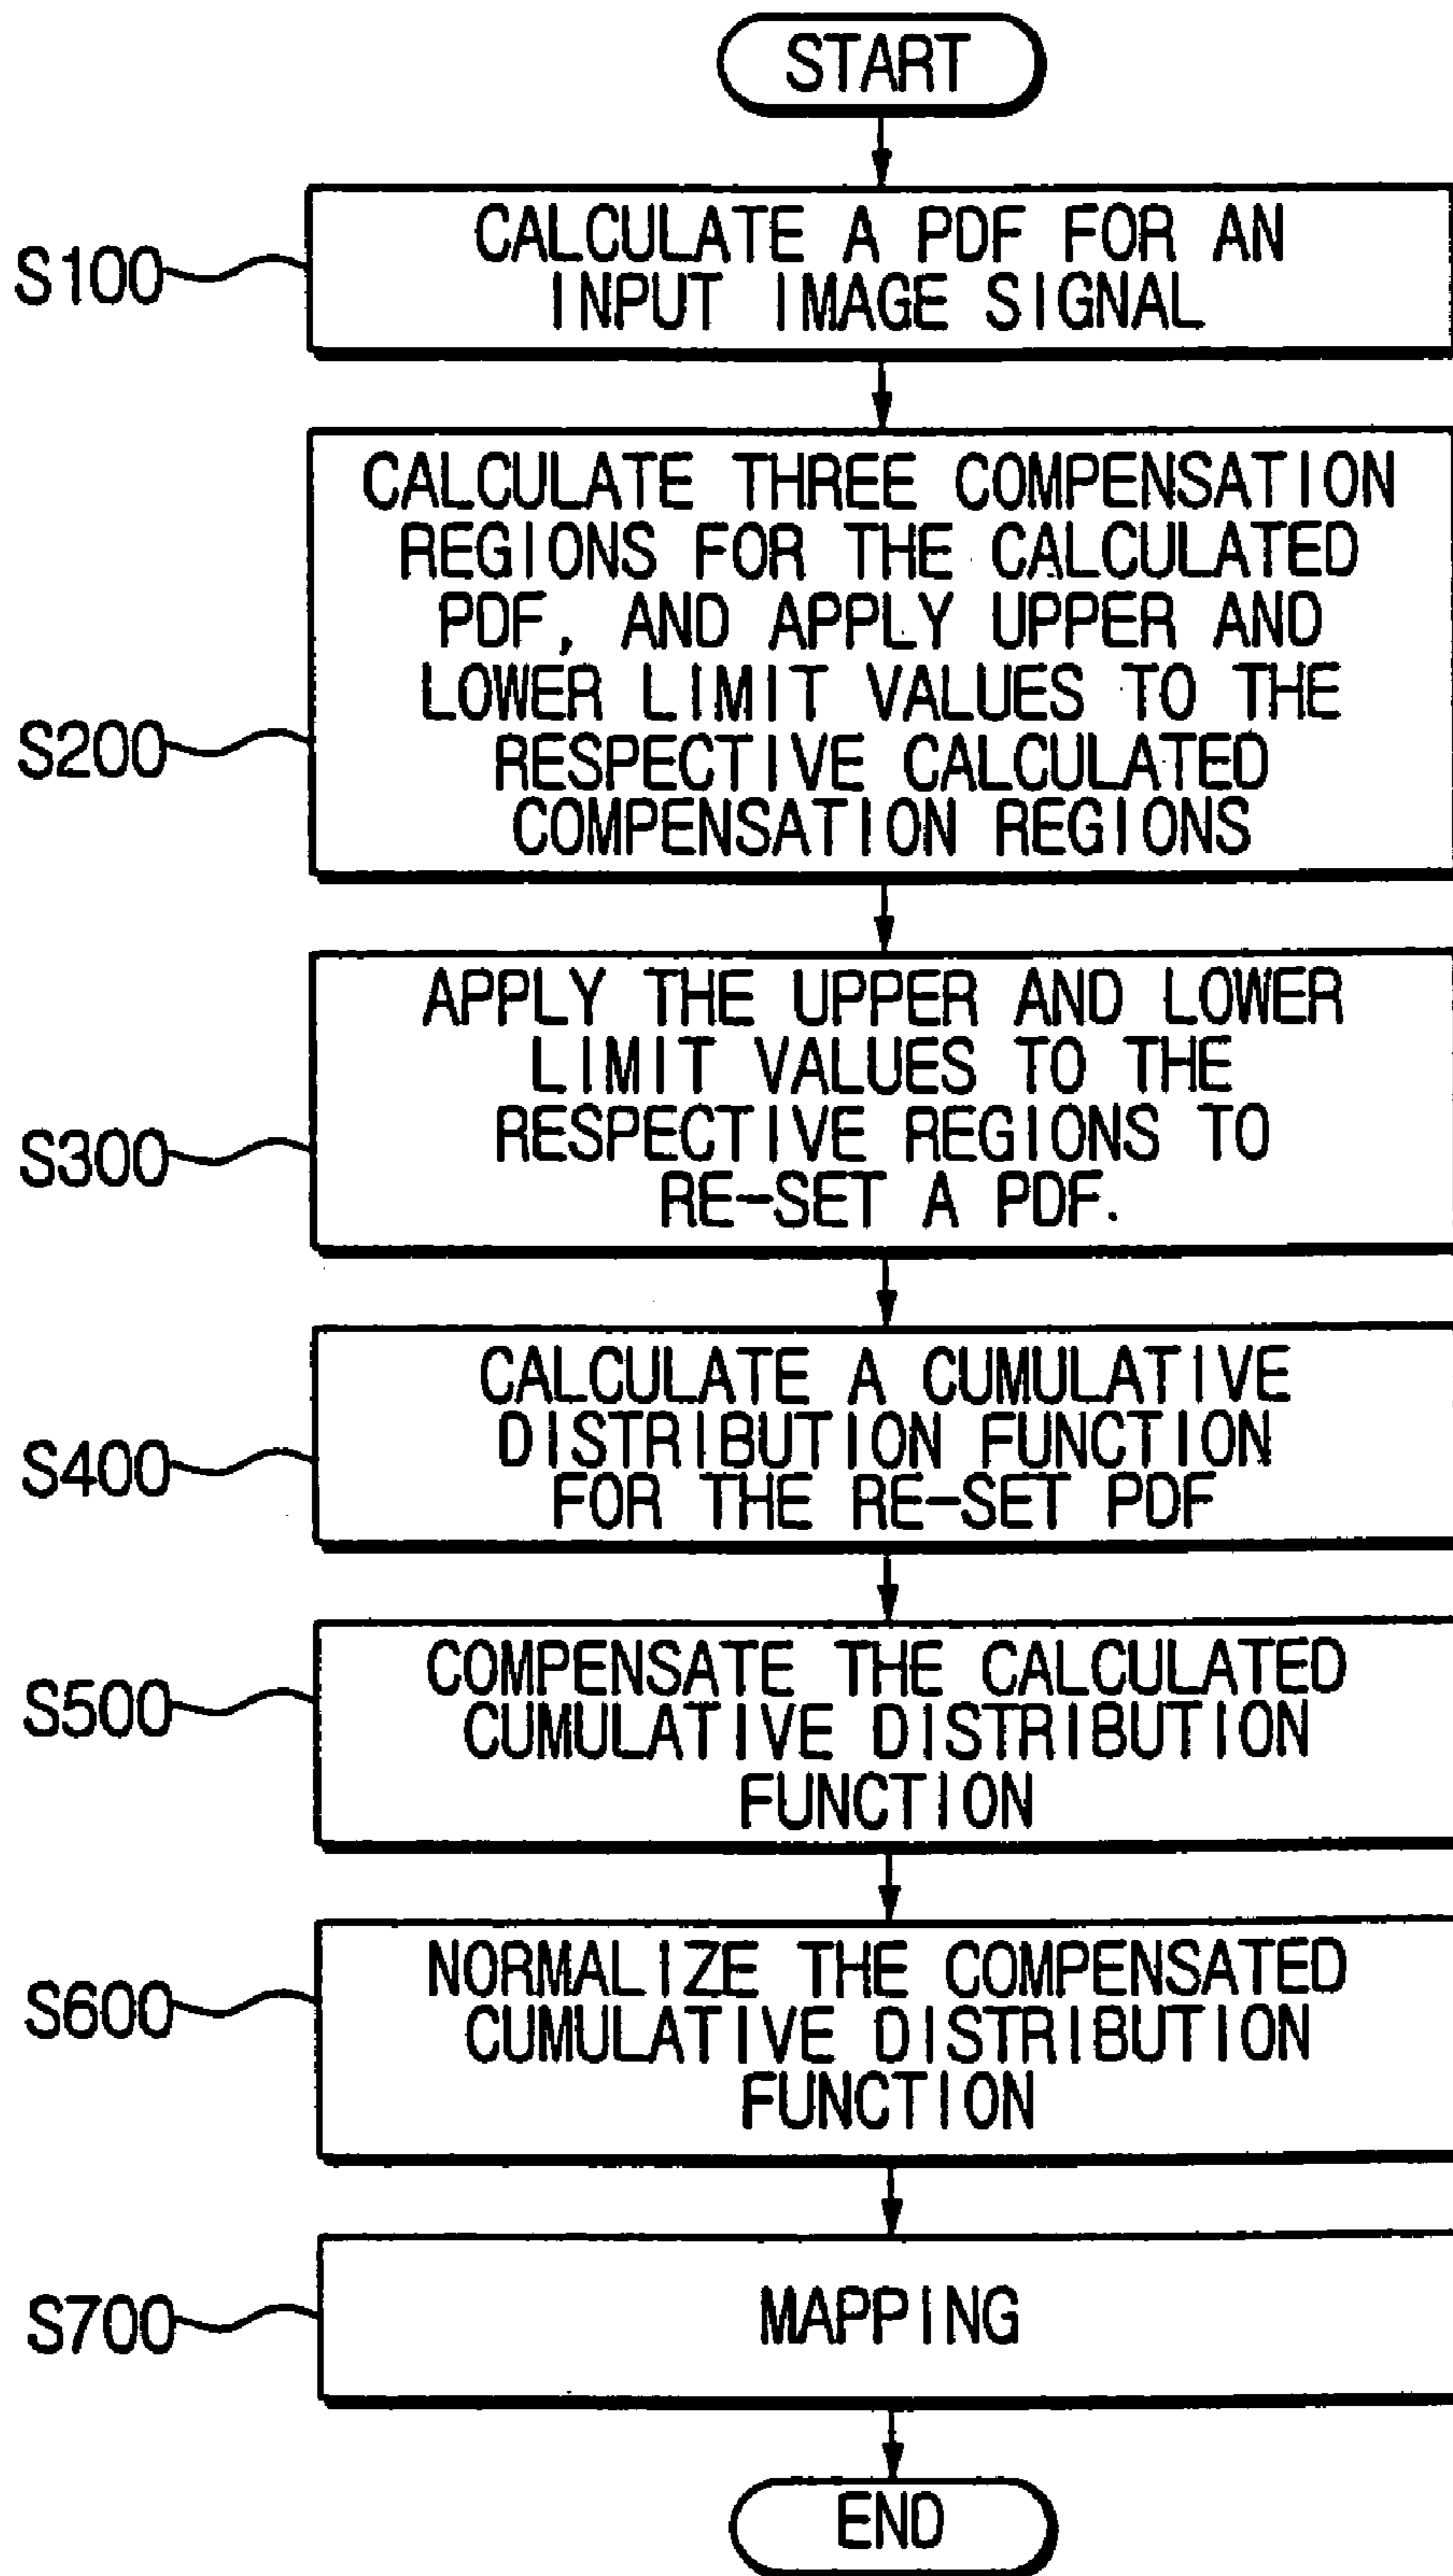 START
CALCULATE A PDF FOR AN
INPUT IMAGE SIGNAL
S100
CALCULATE THREE COMPENSATION
REGIONS FOR THE CALCULATED
PDF, AND APPLY UPPER AND
LOWER LIMIT VALUES TO THE
RESPECTIVE CALCULATED
COMPENSATION REGIONS
S200
APPLY THE UPPER AND LOWER
LIMIT VALUES TO THE
RESPECTIVE REGIONS TO
RE-SET A PDF.
S300
CALCULATE A CUMULATIVE
DISTRIBUTION FUNCTION
FOR THE RE-SET PDF
S400
COMPENSATE THE CALCULATED
CUMULATIVE DISTRIBUTION
FUNCTION
S500
NORMALIZE THE COMPENSATED
CUMULATIVE DISTRIBUTION
FUNCTION
S600
MAPPING
S700
END